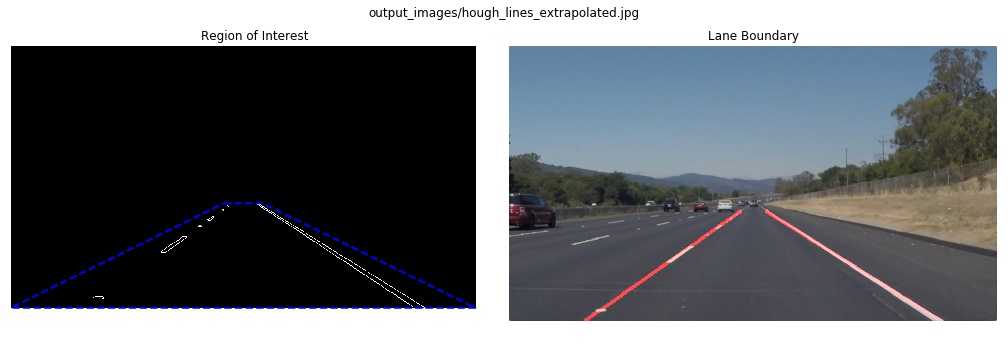 output_images/hough_lines_extrapolated.jpg
Region of Interest
Lane Boundary